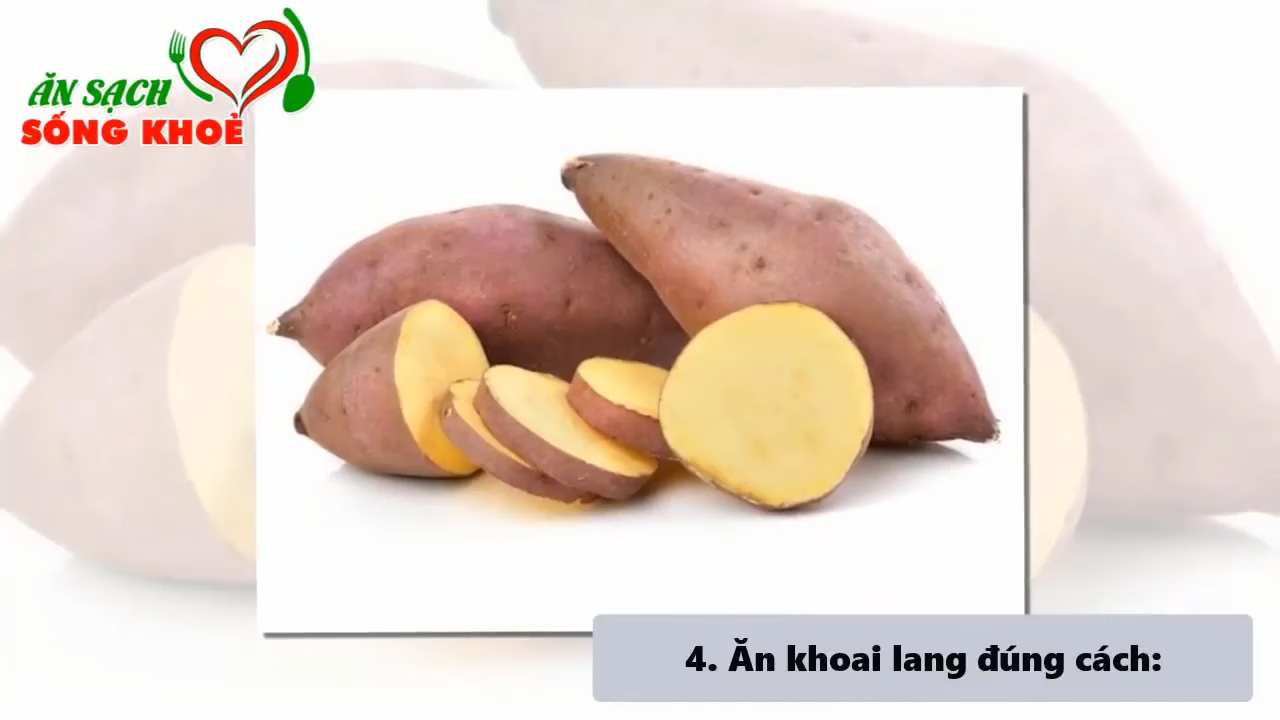 ĂN SẠCH
SỐNG KHOẺ
4. Ăn khoai lang đúng cách: